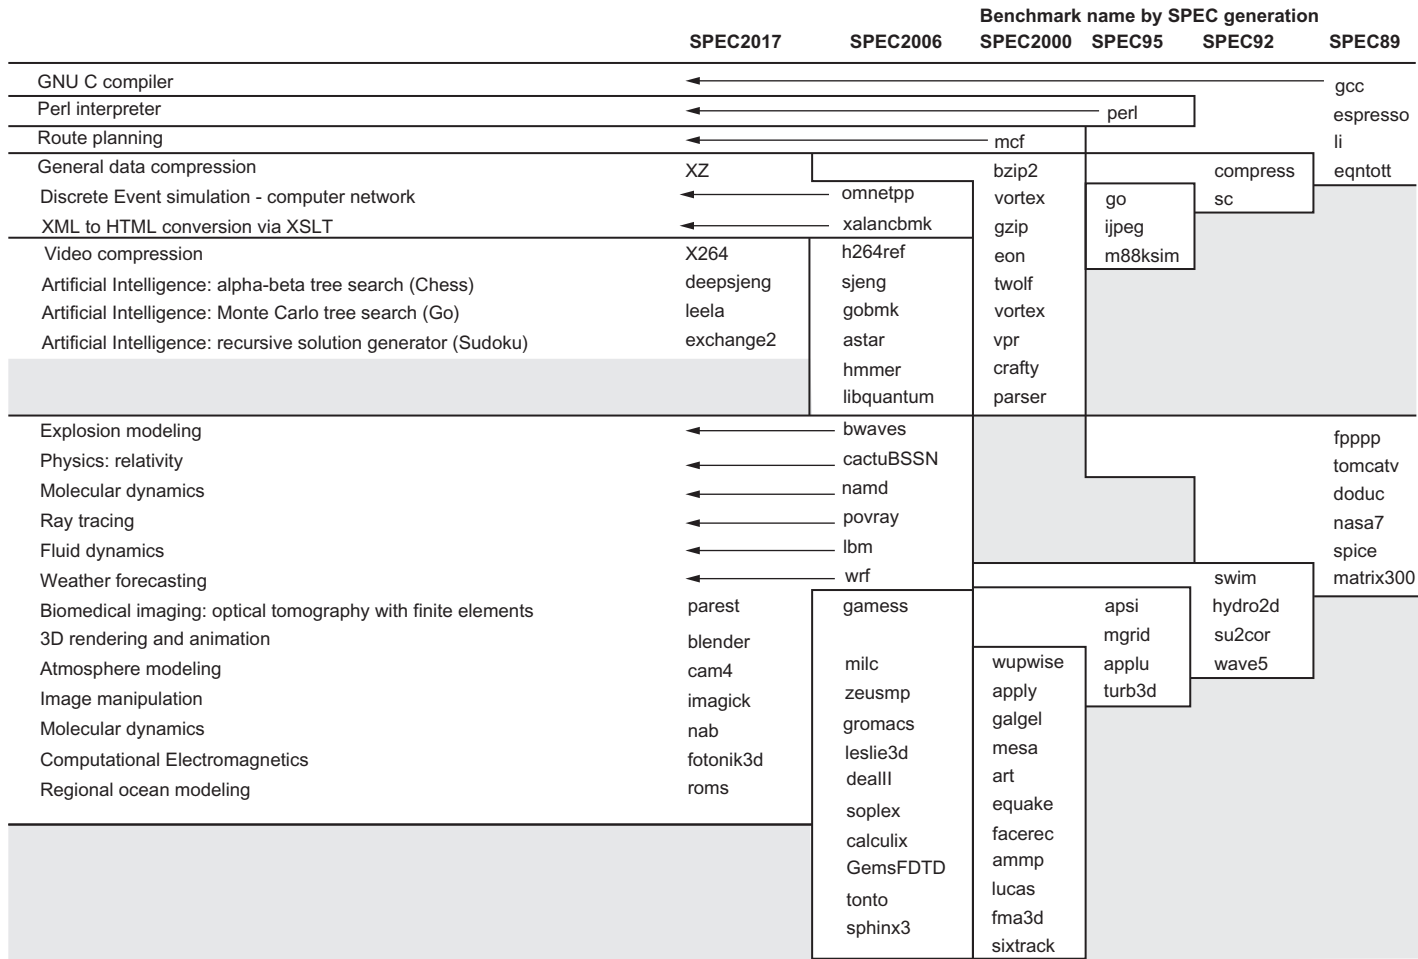 Benchmark name by SPEC generation
SPEC2017 SPEC2006 SPEC2000 SPEC95 SPEC92 SPEC89
GNU C compiler gcc
Perl interpreter perl espresso
Route planning mcf li
General data compression XZ bzip2 compress eqntott
Discrete Event simulation - computer network omnetpp vortex go sc
XML to HTML conversion via XSLT xalancbmk gzip ijpeg
Video compression X264 h264ref eon m88ksim
Artificial Intelligence: alpha-beta tree search (Chess) deepsjeng sjeng twolf
Artificial Intelligence: Monte Carlo tree search (Go) leela gobmk vortex
Artificial Intelligence: recursive solution generator (Sudoku) exchange2 astar vpr
hmmer crafty
libquantum parser
Explosion modeling bwaves fpppp
Physics: relativity cactuBSSN tomcatv
Molecular dynamics namd doduc
Ray tracing povray nasa7
Fluid dynamics lbm spice
Weather forecasting wrf swim matrix300
Biomedical imaging: optical tomography with finite elements parest gamess apsi hydro2d
3D rendering and animation blender mgrid su2cor
Atmosphere modeling cam4 milc wupwise applu wave5
Image manipulation imagick zeusmp apply turb3d
Molecular dynamics nab gromacs galgel
Computational Electromagnetics fotonik3d leslie3d mesa
Regional ocean modeling roms dealII art
soplex equake
calculix facerec
GemsFDTD ammp
tonto lucas
sphinx3 fma3d
sixtrack